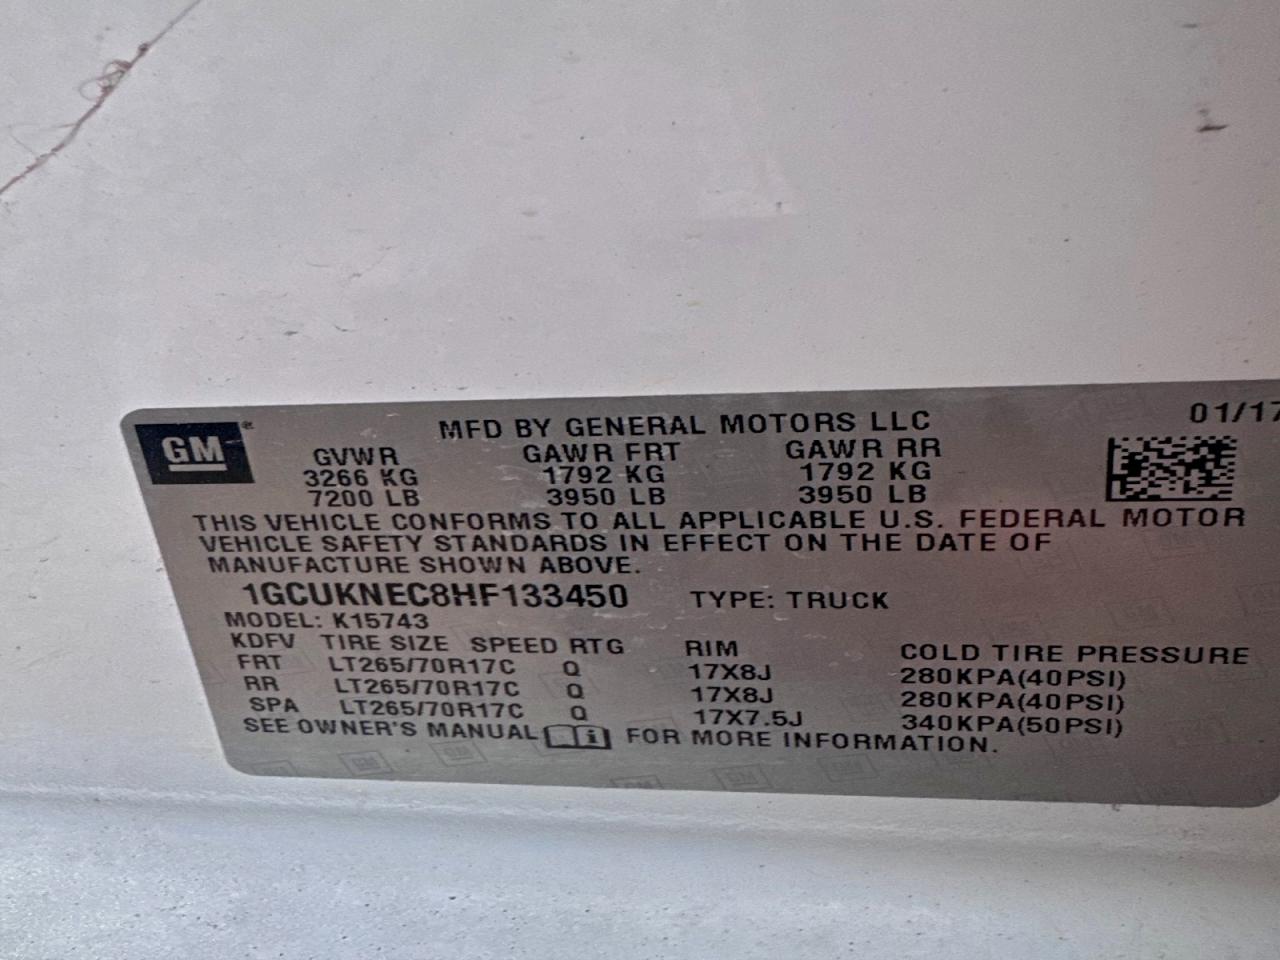 GM®
MFD BY GENERAL MOTORS LLC 01/17
GVWR GAWR FRT GAWR RR
3266 KG 1792 KG 1792 KG
7200 LB 3950 LB 3950 LB
THIS VEHICLE CONFORMS TO ALL APPLICABLE U.S. FEDERAL MOTOR
VEHICLE SAFETY STANDARDS IN EFFECT ON THE DATE OF
MANUFACTURE SHOWN ABOVE.
1GCUKNEC8HF133450 TYPE: TRUCK
MODEL: K15743
KDFV TIRE SIZE SPEED RTG RIM COLD TIRE PRESSURE
FRT LT265/70R17C Q 17X8J 280KPA(40PSI)
RR LT265/70R17C Q 17X8J 280KPA(40PSI)
SPA LT265/70R17C Q 17X7.5J 340KPA(50PSI)
SEE OWNER'S MANUAL i FOR MORE INFORMATION.